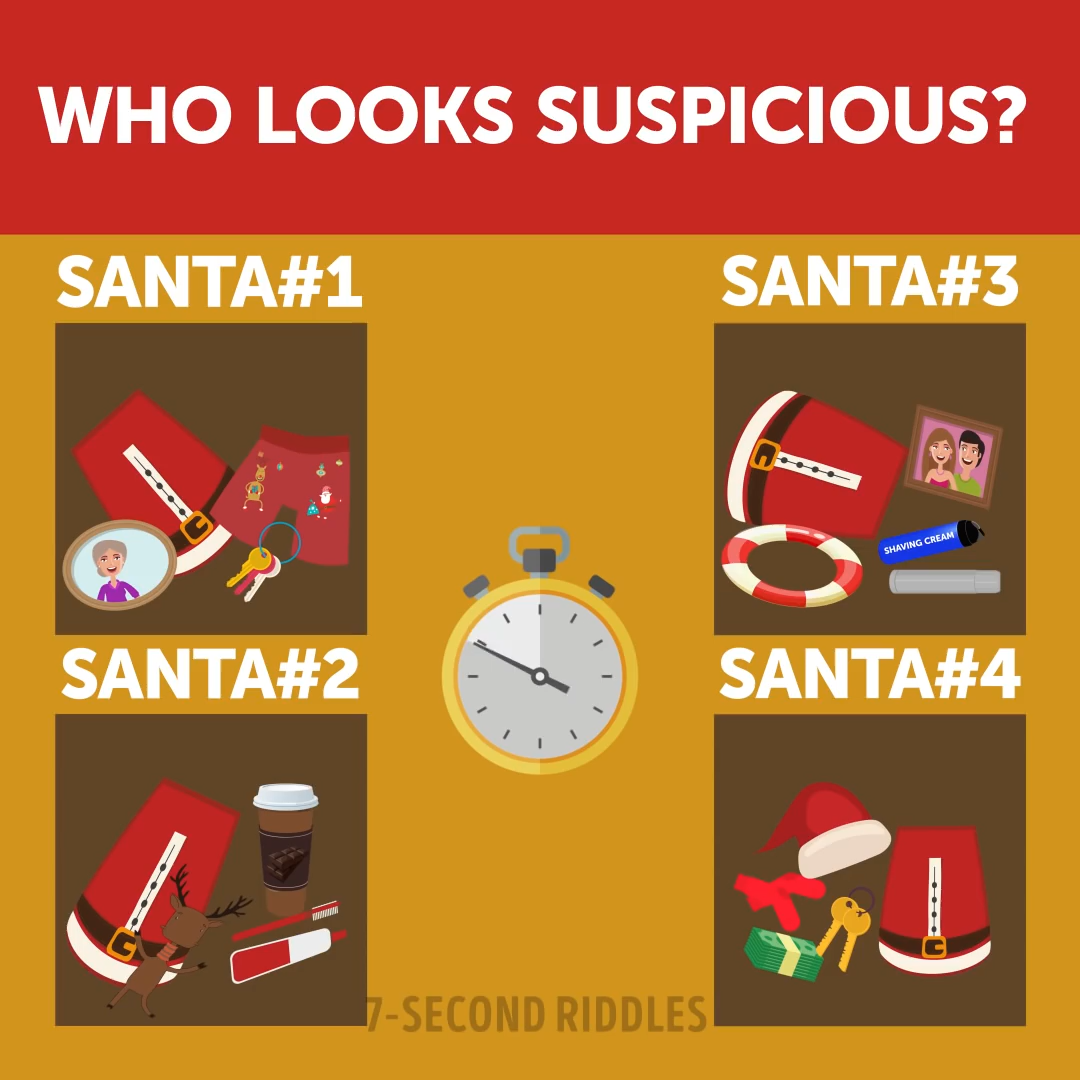 WHO LOOKS SUSPICIOUS?
SANTA#1
SANTA#3
SHAVING CREAM
SANTA#2
SANTA#4
7-SECOND RIDDLES